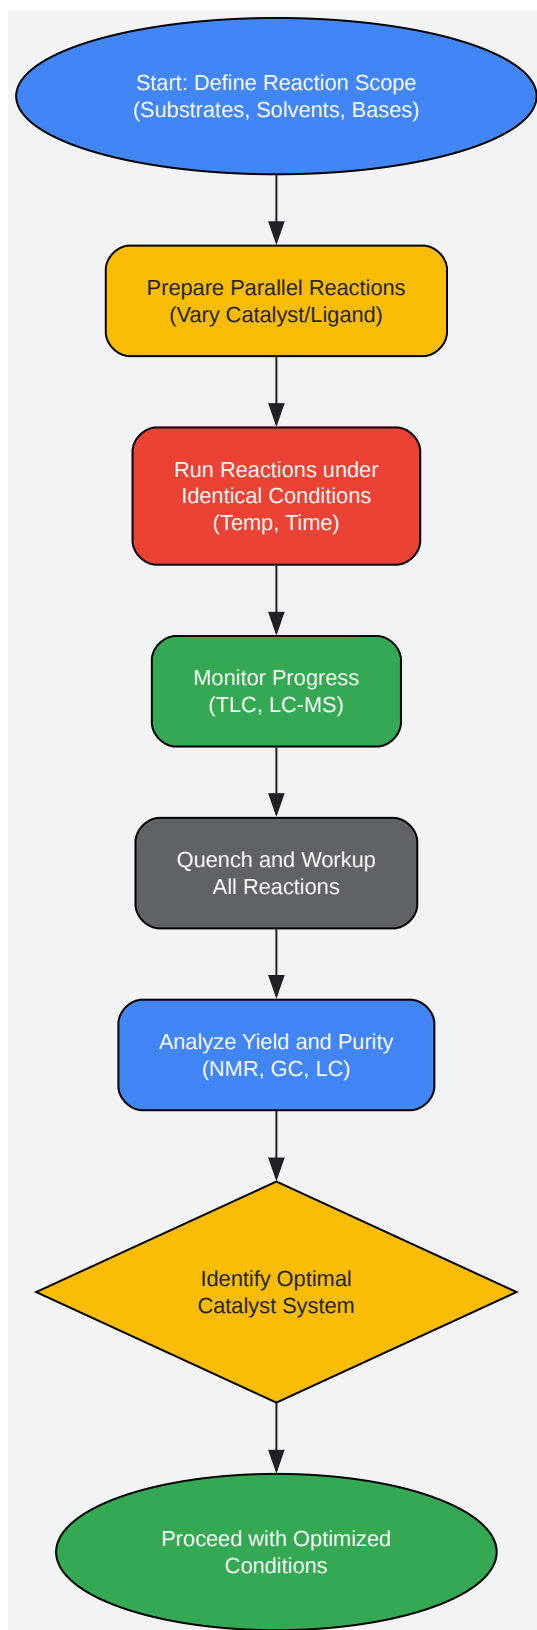 Start: Define Reaction Scope
(Substrates, Solvents, Bases)
Prepare Parallel Reactions
(Vary Catalyst/Ligand)
Run Reactions under
Identical Conditions
(Temp, Time)
Monitor Progress
(TLC, LC-MS)
Quench and Workup
All Reactions
Analyze Yield and Purity
(NMR, GC, LC)
Identify Optimal
Catalyst System
Proceed with Optimized
Conditions